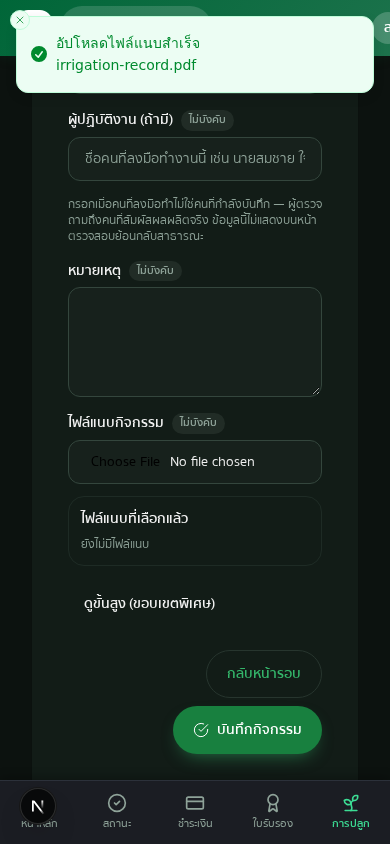 อัปโหลดไฟล์แนบสำเร็จ
irrigation-record.pdf
ผู้ปฏิบัติงาน (ถ้ามี) ไม่บังคับ
ชื่อคนที่ลงมือทำงานนี้ เช่น นายสมชาย
กรอกเมื่อคนที่ลงมือทำไม่ใช่คนที่กำลังบันทึก — ผู้ตรวจ
ถามถึงคนที่สัมผัสผลผลิตจริง ข้อมูลนี้ไม่แสดงบนหน้า
ตรวจสอบย้อนกลับสาธารณะ
หมายเหตุ ไม่บังคับ
ไฟล์แนบกิจกรรม ไม่บังคับ
Choose File No file chosen
ไฟล์แนบที่เลือกแล้ว
ยังไม่มีไฟล์แนบ
ดูขั้นสูง (ขอบเขตพิเศษ)
กลับหน้ารอบ
บันทึกกิจกรรม
N
สถานะ ชำระเงิน ใบรับรอง การปลูก